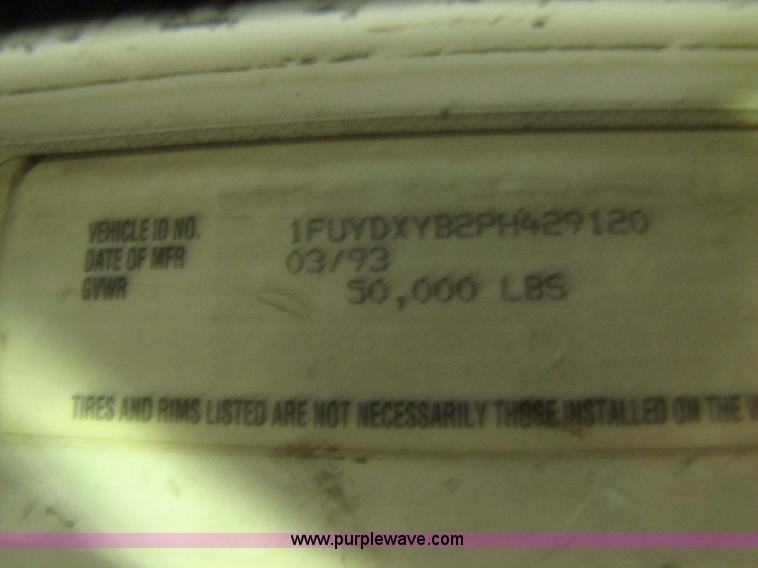 VEHICLE ID NO. 1FUYDXYB2PH429120
DATE OF MFR 03/93
GVWR 50,000 LBS
TIRES AND RIMS LISTED ARE NOT NECESSARILY THOSE INSTALLED ON THE
www.purplewave.com